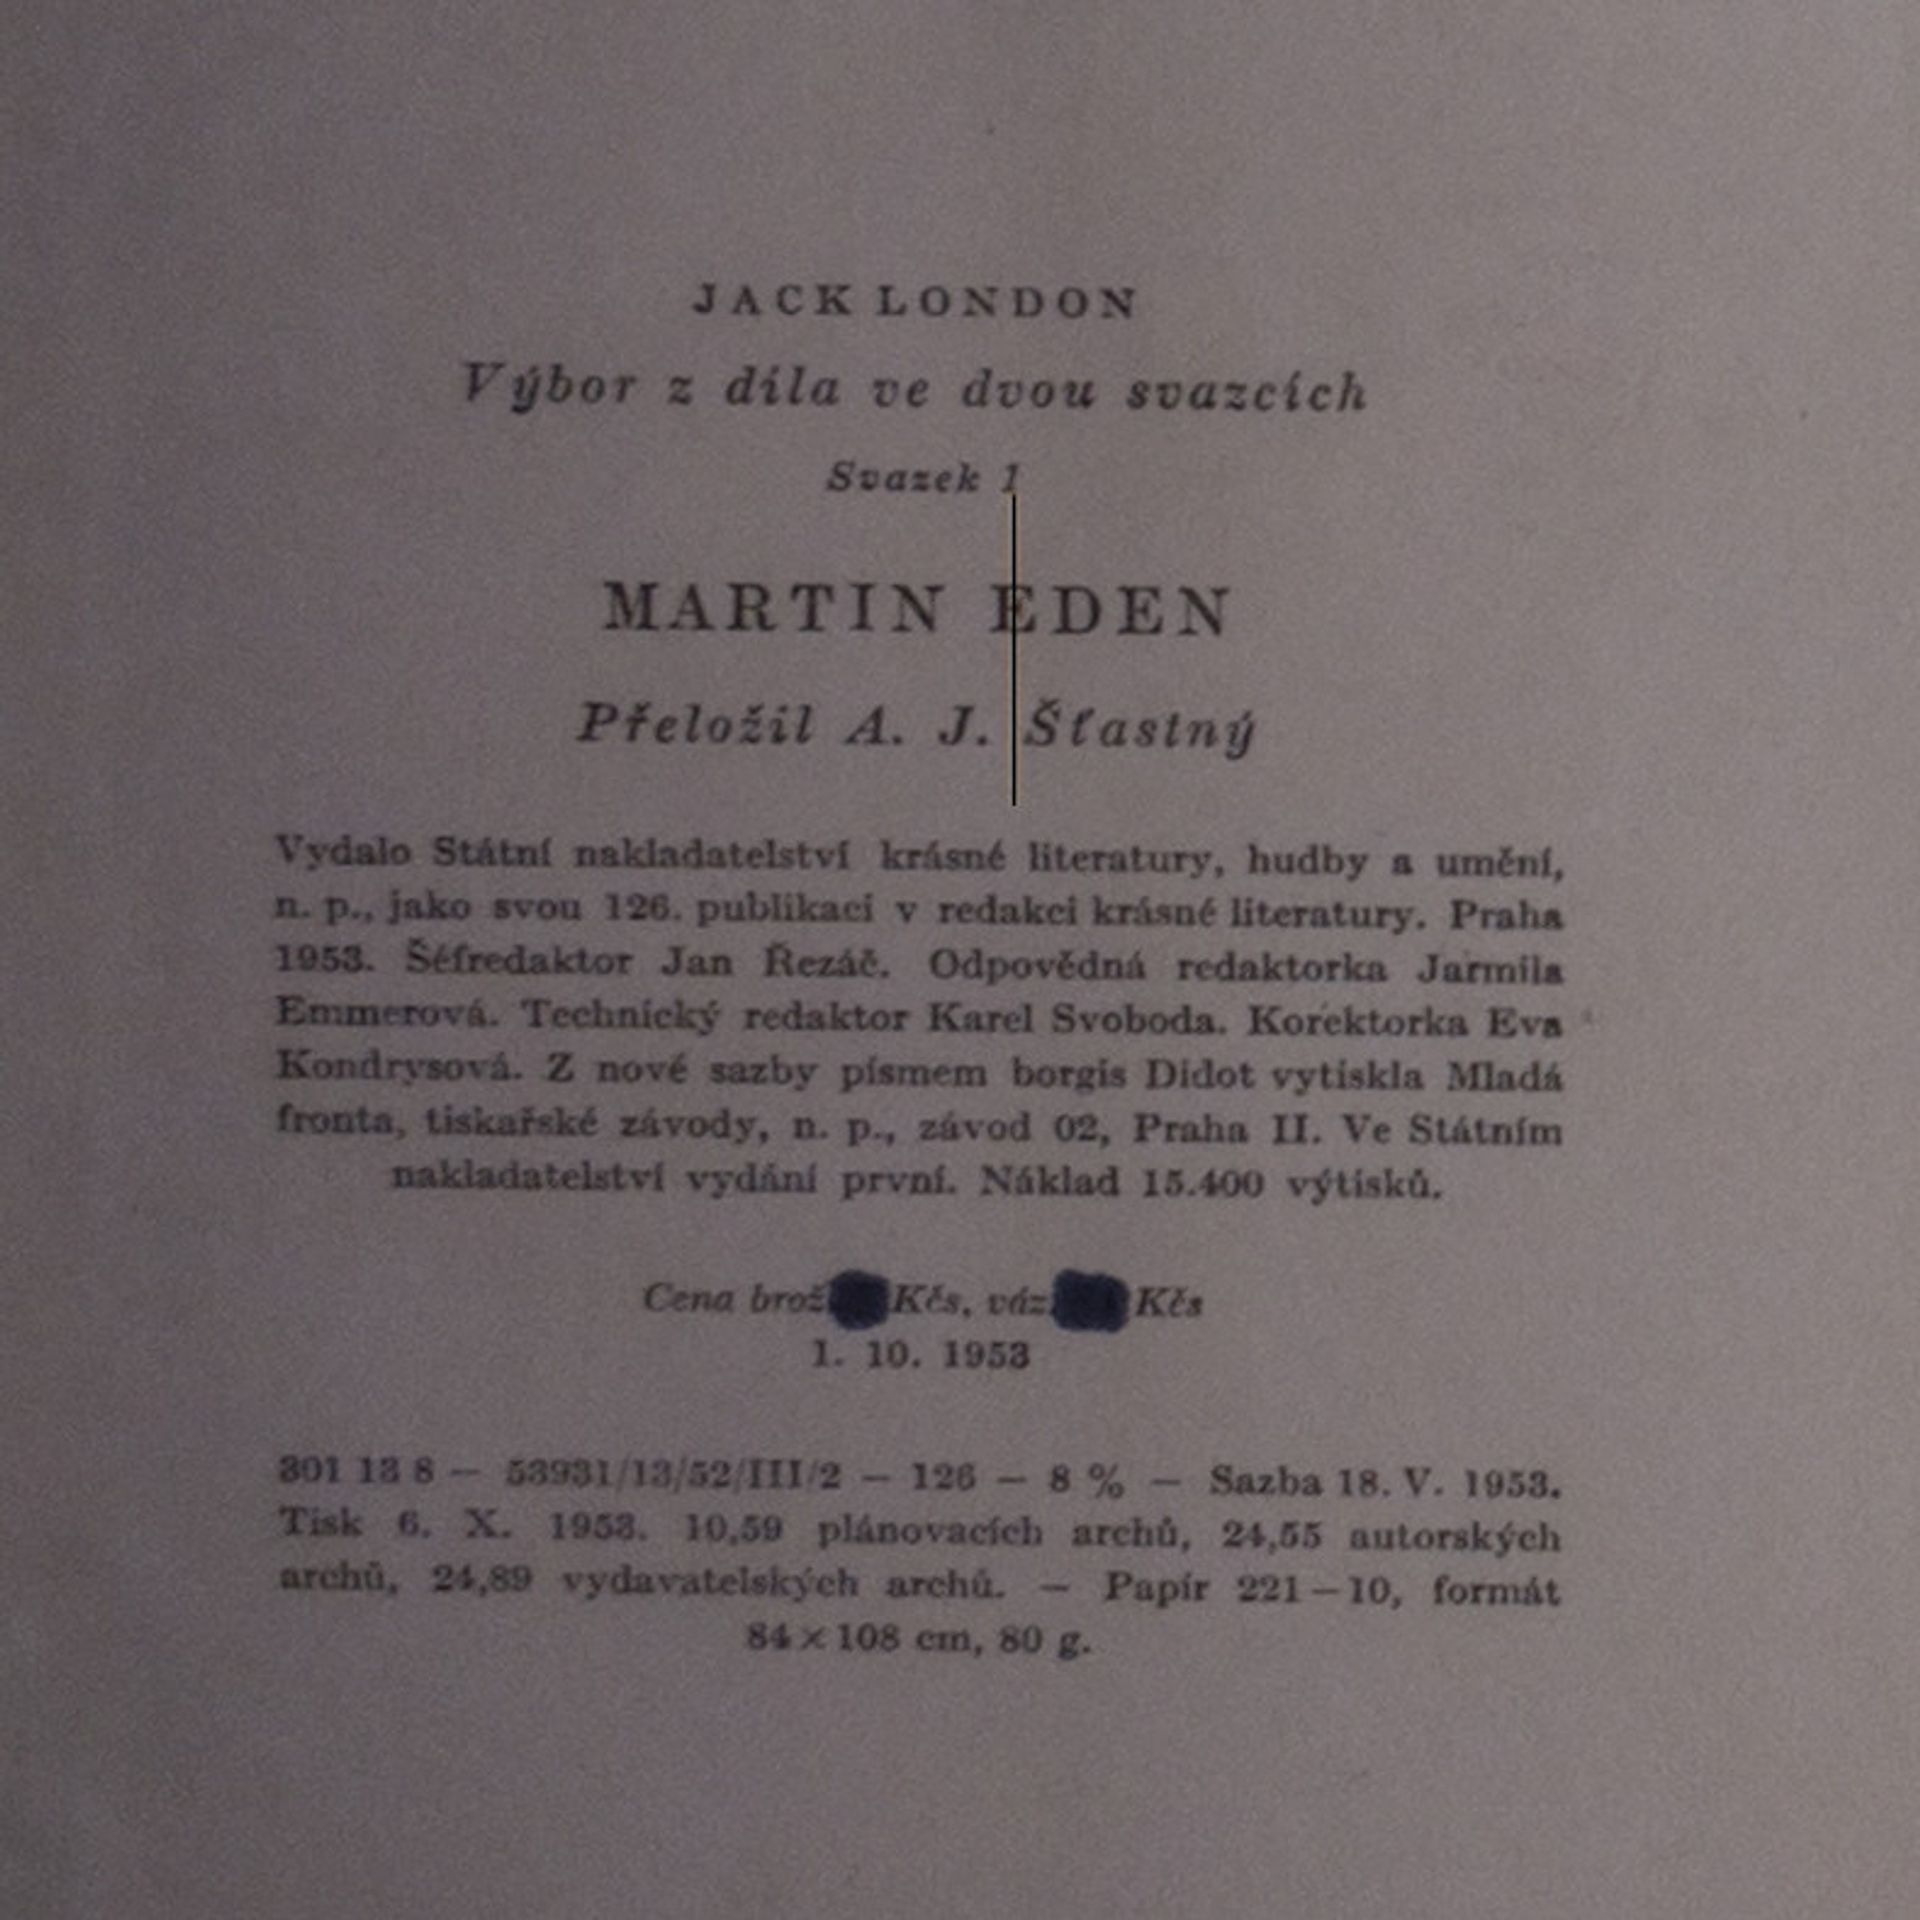 JACK LONDON
Výbor z díla ve dvou svazcích
Svazek 1
MARTIN EDEN
Přeložil A. J. Šťastný
Vydalo Státní nakladatelství krásné literatury, hudby a umění,
n. p., jako svou 126. publikaci v redakci krásné literatury. Praha
1953. Šéfredaktor Jan Řezáč. Odpovědná redaktorka Jarmila
Emmerová. Technický redaktor Karel Svoboda. Korektorka Eva
Kondrysová. Z nové sazby písmem borgis Didot vytiskla Mladá
fronta, tiskařské závody, n. p., závod 02, Praha II. Ve Státním
nakladatelství vydání první. Náklad 15.400 výtisků.
Cena brož. Kčs, váz. Kčs
1. 10. 1953
301 13 8 — 53931/13/52/III/2 — 126 — 8 % — Sazba 18. V. 1953.
Tisk 6. X. 1953. 10,59 plánovacích archů, 24,55 autorských
archů, 24,89 vydavatelských archů. — Papír 221—10, formát
84×108 cm, 80 g.